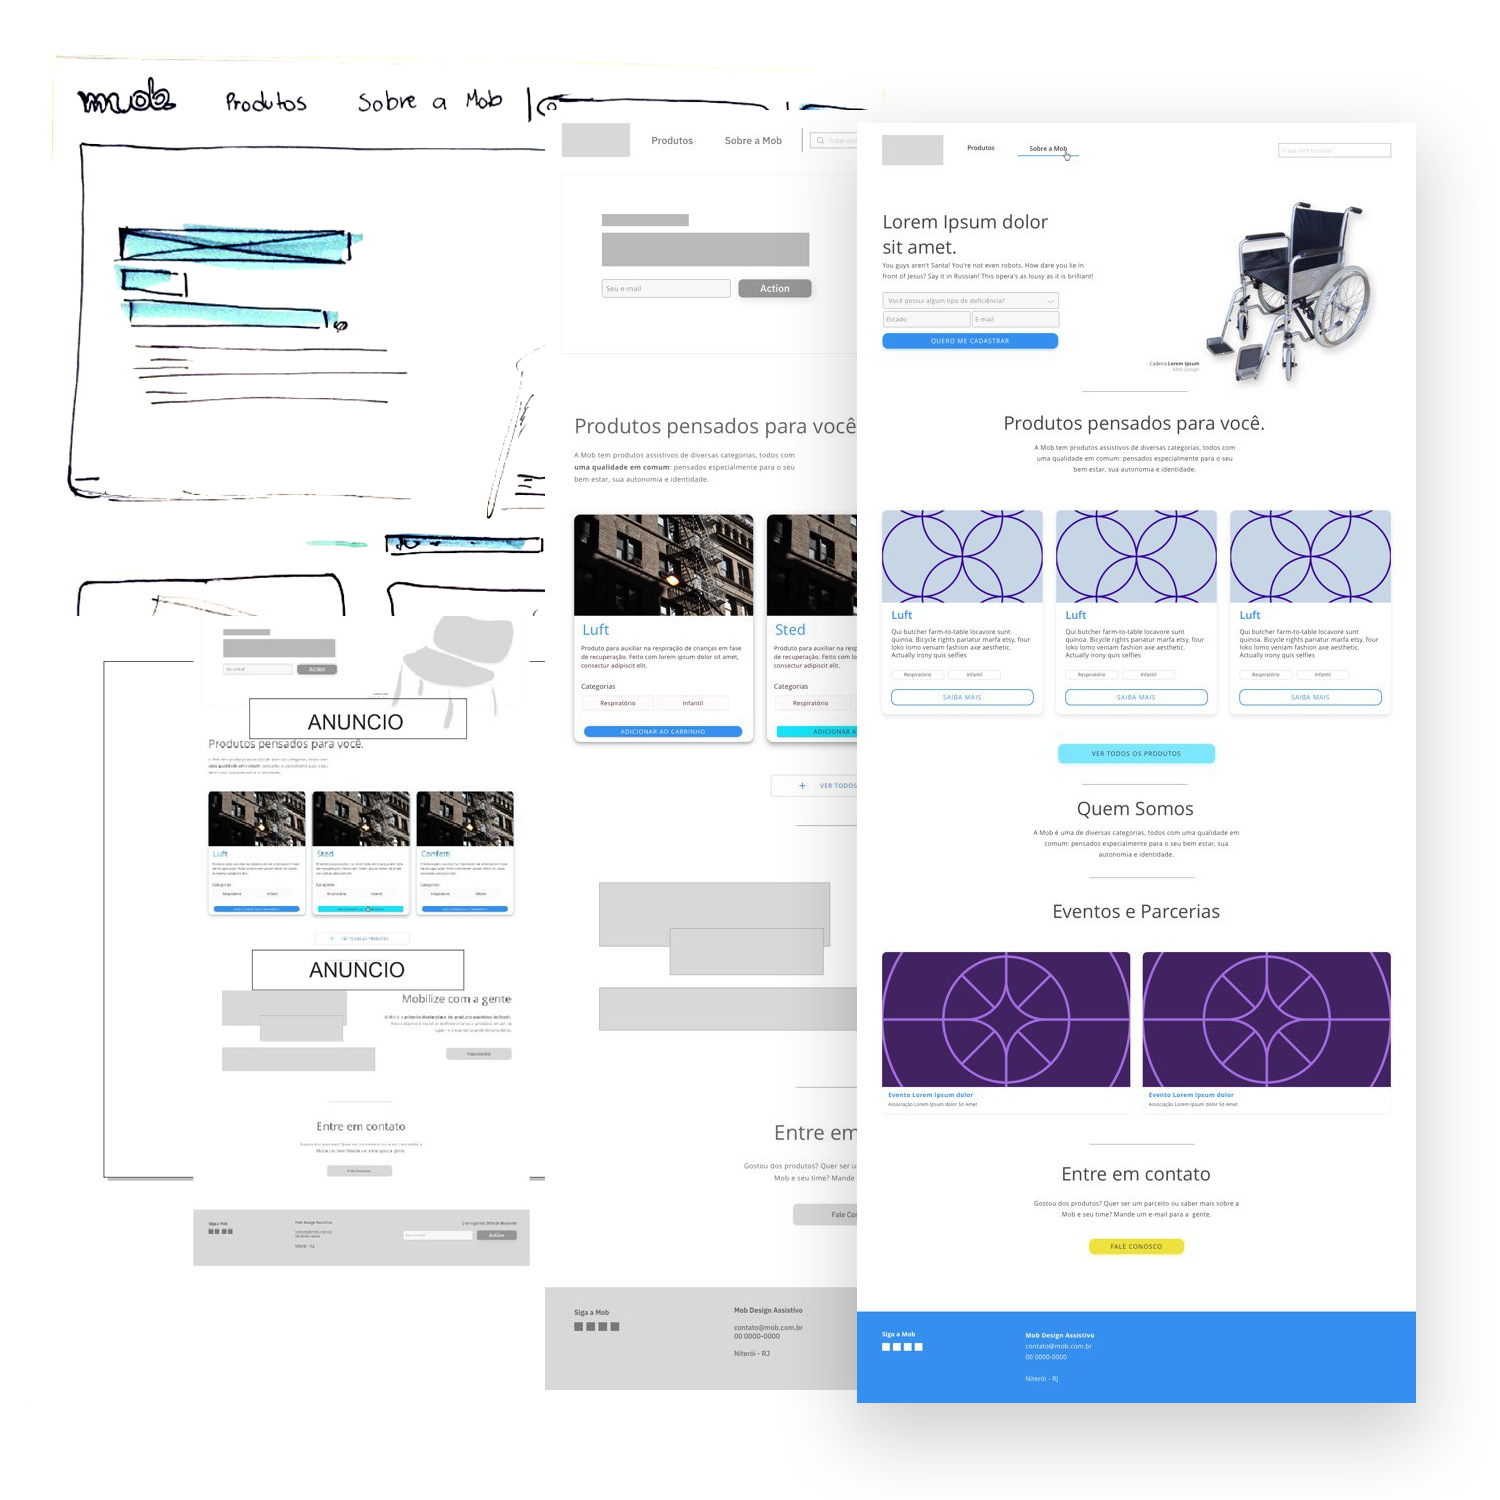 mob Produtos Sobre a Mob
Produtos Sobre a Mob
Seu e-mail Action
Produtos pensados para você
A Mob tem produtos assistivos de diversas categorias, todos com
uma qualidade em comum: pensados especialmente para o seu
bem estar, sua autonomia e identidade.
Luft
Produto para auxiliar na respiração de crianças em fase
de recuperação. Feito com lorem ipsum dolor sit amet,
consectur adipiscit elit.
Categorias
Respiratório Infantil
ADICIONAR AO CARRINHO
Sted
Produto para auxiliar na resp
de recuperação. Feito com lo
consectur adipiscit elit.
Categorias
Respiratório
ADICIONAR A
+ VER TODOS
Entre em
Gostou dos produtos? Quer ser u
Mob e seu time? Mande
Fale Con
Siga a Mob
Mob Design Assistivo
contato@mob.com.br
00 0000-0000
Niterói - RJ
Action
ANUNCIO
Produtos pensados para você.
Luft
Sted
Confetti
Categorias
Respiratório Infantil
ANUNCIO
Mobilize com a gente
Entre em contato
Siga a Mob
Mob Design Assistivo
Action
Produtos Sobre a Mob
O que você procura?
Lorem Ipsum dolor
sit amet.
You guys aren't Santa! You're not even robots. How dare you lie in
front of Jesus? Say it in Russian! This opera's as lousy as it is brilliant!
Você possui algum tipo de deficiência?
Estado E-mail
QUERO ME CADASTRAR
Cadeira Lorem Ipsum
Mob Design
Produtos pensados para você.
A Mob tem produtos assistivos de diversas categorias, todos com
uma qualidade em comum: pensados especialmente para o seu
bem estar, sua autonomia e identidade.
Luft
Qui butcher farm-to-table locavore sunt
quinoa. Bicycle rights pariatur marfa etsy, four
loko lomo veniam fashion axe aesthetic.
Actually irony quis selfies
Respiratório Infantil
SAIBA MAIS
Luft
Qui butcher farm-to-table locavore sunt
quinoa. Bicycle rights pariatur marfa etsy, four
loko lomo veniam fashion axe aesthetic.
Actually irony quis selfies
Respiratório Infantil
SAIBA MAIS
Luft
Qui butcher farm-to-table locavore sunt
quinoa. Bicycle rights pariatur marfa etsy, four
loko lomo veniam fashion axe aesthetic.
Actually irony quis selfies
Respiratório Infantil
SAIBA MAIS
VER TODOS OS PRODUTOS
Quem Somos
A Mob é uma de diversas categorias, todos com uma qualidade em
comum: pensados especialmente para o seu bem estar, sua
autonomia e identidade.
Eventos e Parcerias
Evento Lorem Ipsum dolor
Associação Lorem Ipsum dolor Sit Amet
Evento Lorem Ipsum dolor
Associação Lorem Ipsum dolor Sit Amet
Entre em contato
Gostou dos produtos? Quer ser um parceito ou saber mais sobre a
Mob e seu time? Mande um e-mail para a gente.
FALE CONOSCO
Siga a Mob
Mob Design Assistivo
contato@mob.com.br
00 0000-0000
Niterói - RJ